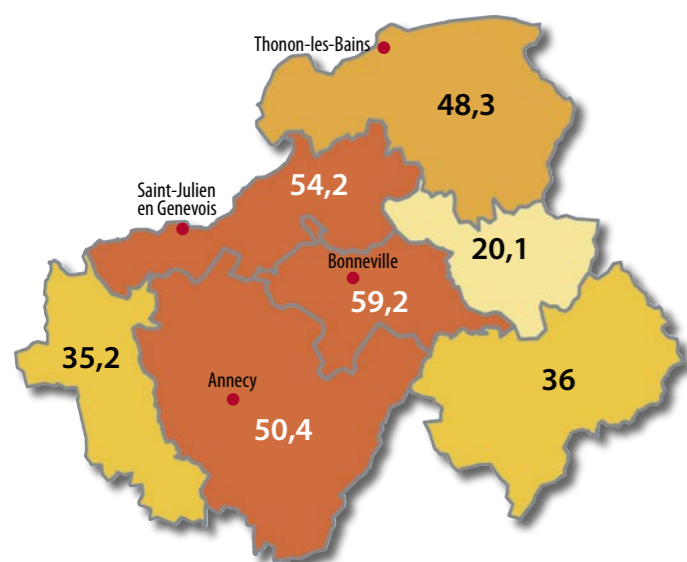 Thonon-les-Bains
48,3
54,2
Saint-Julien
en Genevois
20,1
Bonneville
59,2
35,2
36
Annecy
50,4